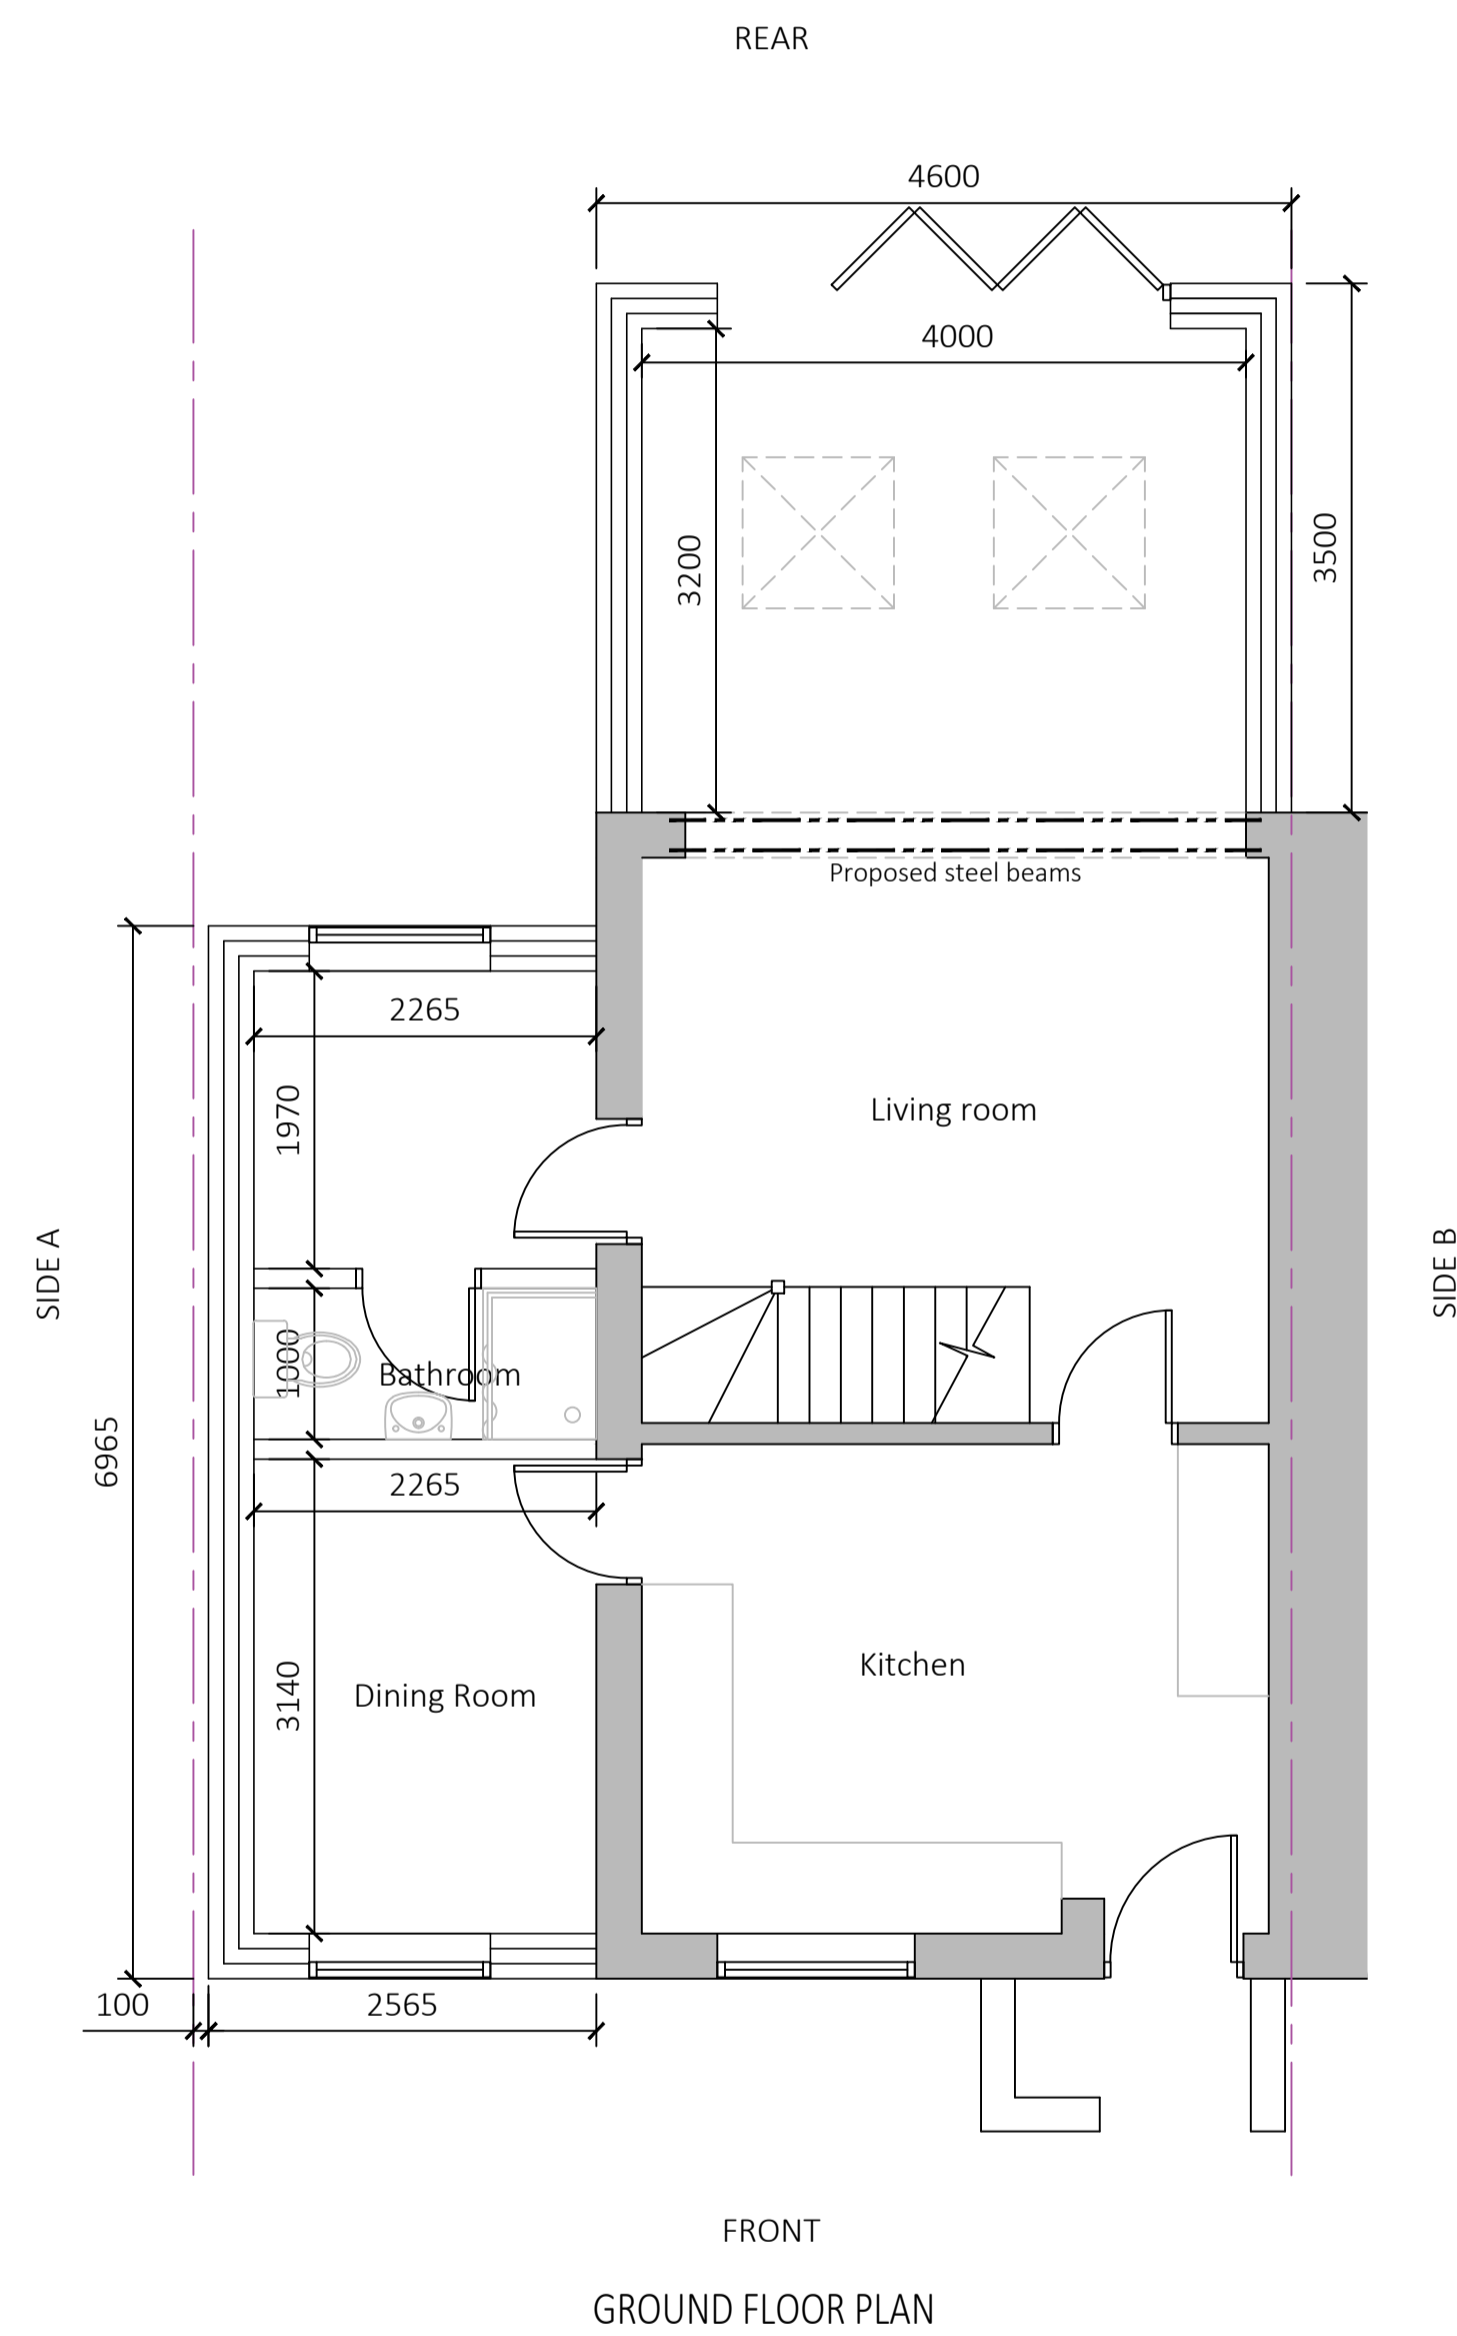 REAR
4600
4000
3200
3500
Proposed steel beams
2265
1970
Living room
SIDE A
SIDE B
1000
Bathroom
6965
2265
3140
Dining Room
Kitchen
100
2565
FRONT
GROUND FLOOR PLAN